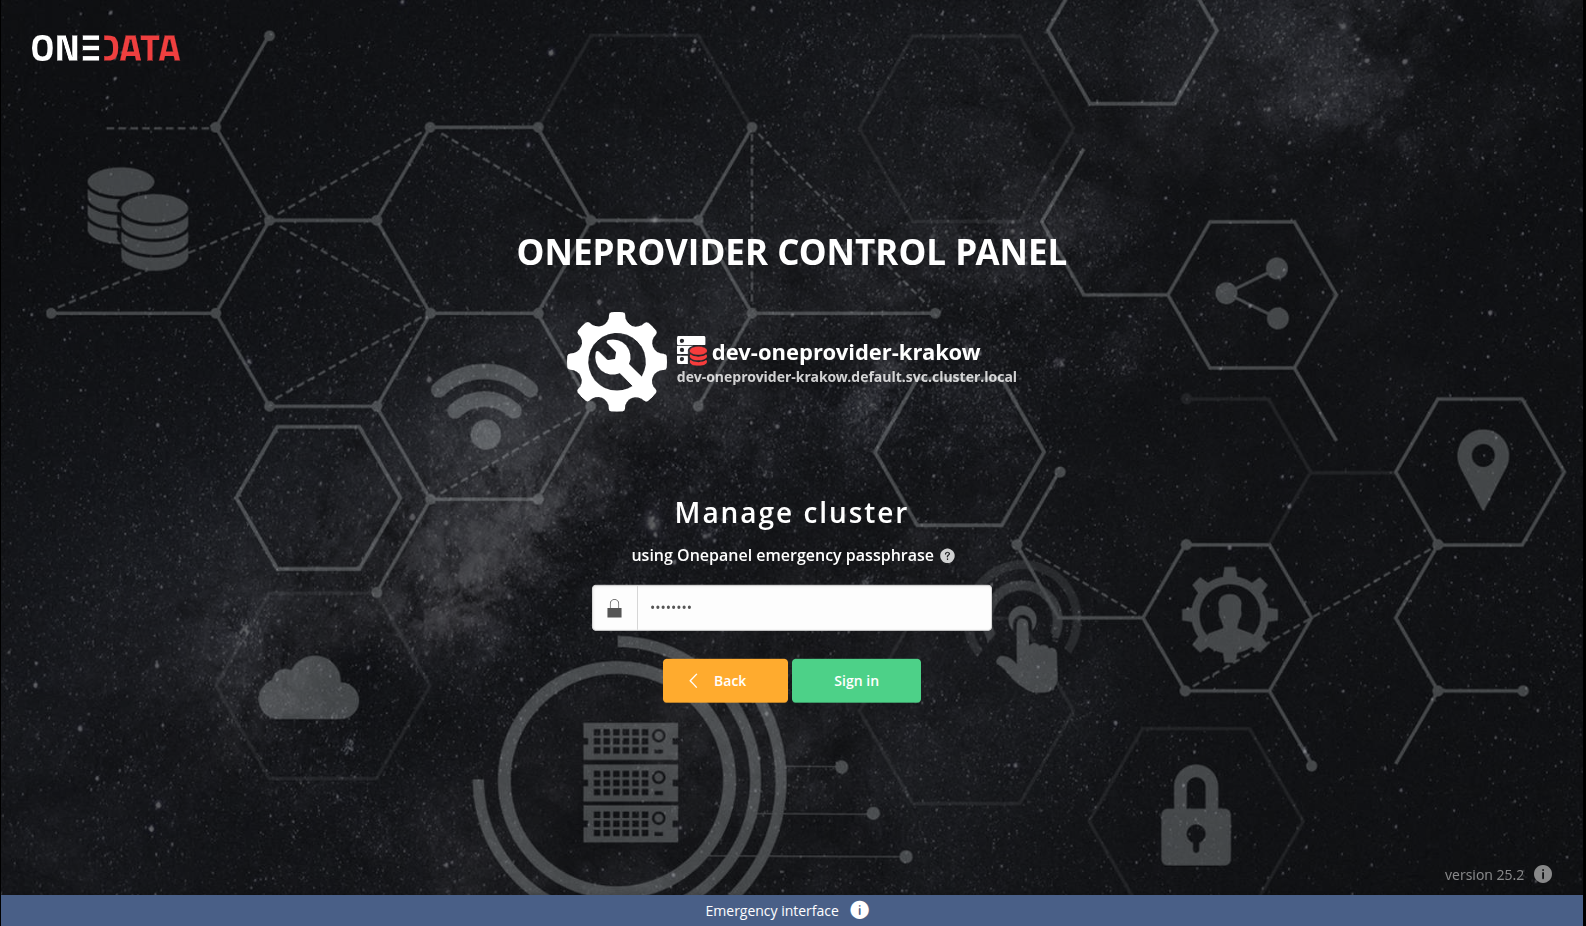 ONEDATA
ONEPROVIDER CONTROL PANEL
dev-oneprovider-krakow
dev-oneprovider-krakow.default.svc.cluster.local
Manage cluster
using Onepanel emergency passphrase ?
••••••••
Back
Sign in
version 25.2 i
Emergency interface i